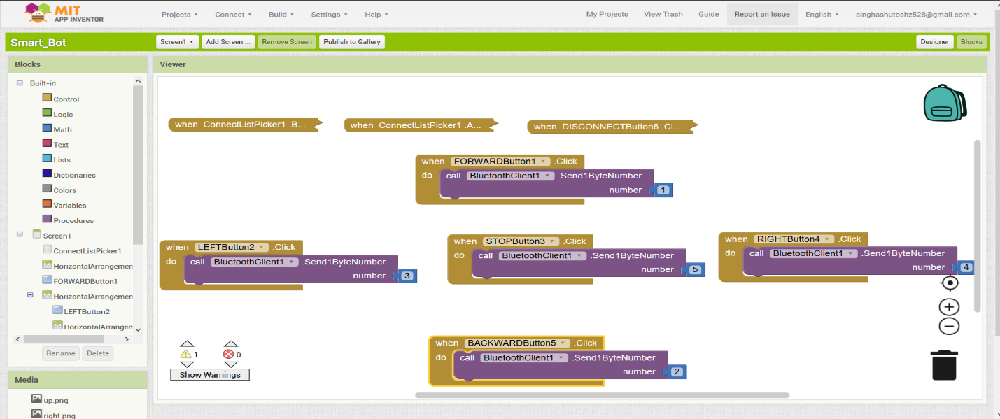 MIT
APP INVENTOR
Projects Connect Build Settings Help My Projects View Trash Guide Report an Issue English singhashutoshz528@gmail.com
Smart_Bot Screen1 Add Screen ... Remove Screen Publish to Gallery Designer Blocks
Blocks
Built-in
Control
Logic
Math
Text
Lists
Dictionaries
Colors
Variables
Procedures
Screen1
ConnectListPicker1
HorizontalArrangemen
FORWARDButton1
HorizontalArrangemen
LEFTButton2
HorizontalArrangem
Rename Delete
Media
up.png
right.png
Viewer
when ConnectListPicker1 .B... when ConnectListPicker1 .A... when DISCONNECTButton6 .Cl...
when FORWARDButton1 .Click
do call BluetoothClient1 .Send1ByteNumber
number 1
when LEFTButton2 .Click
do call BluetoothClient1 .Send1ByteNumber
number 3
when STOPButton3 .Click
do call BluetoothClient1 .Send1ByteNumber
number 5
when RIGHTButton4 .Click
do call BluetoothClient1 .Send1ByteNumber
number 4
when BACKWARDButton5 .Click
do call BluetoothClient1 .Send1ByteNumber
number 2
1 0
Show Warnings